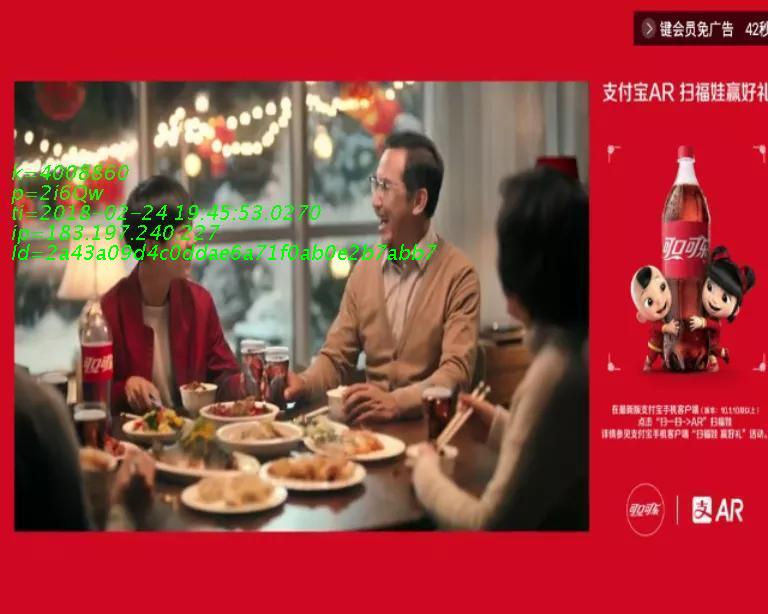 键会员免广告 42秒
支付宝AR 扫福娃赢好礼
k=4008860
p=2i6Qw
ti=2018-02-24 19:45:53.0270
ip=183.197.240.227
Id=2a43a09d4c0ddae6a71f0ab0e2b7abb7
可口可乐
可口可乐
在最新版支付宝手机客户端（版本：10.1.10及以上）
点击“扫一扫->AR”扫福娃
详情参见支付宝手机客户端“扫福娃 赢好礼”活动。
可口可乐 支 AR